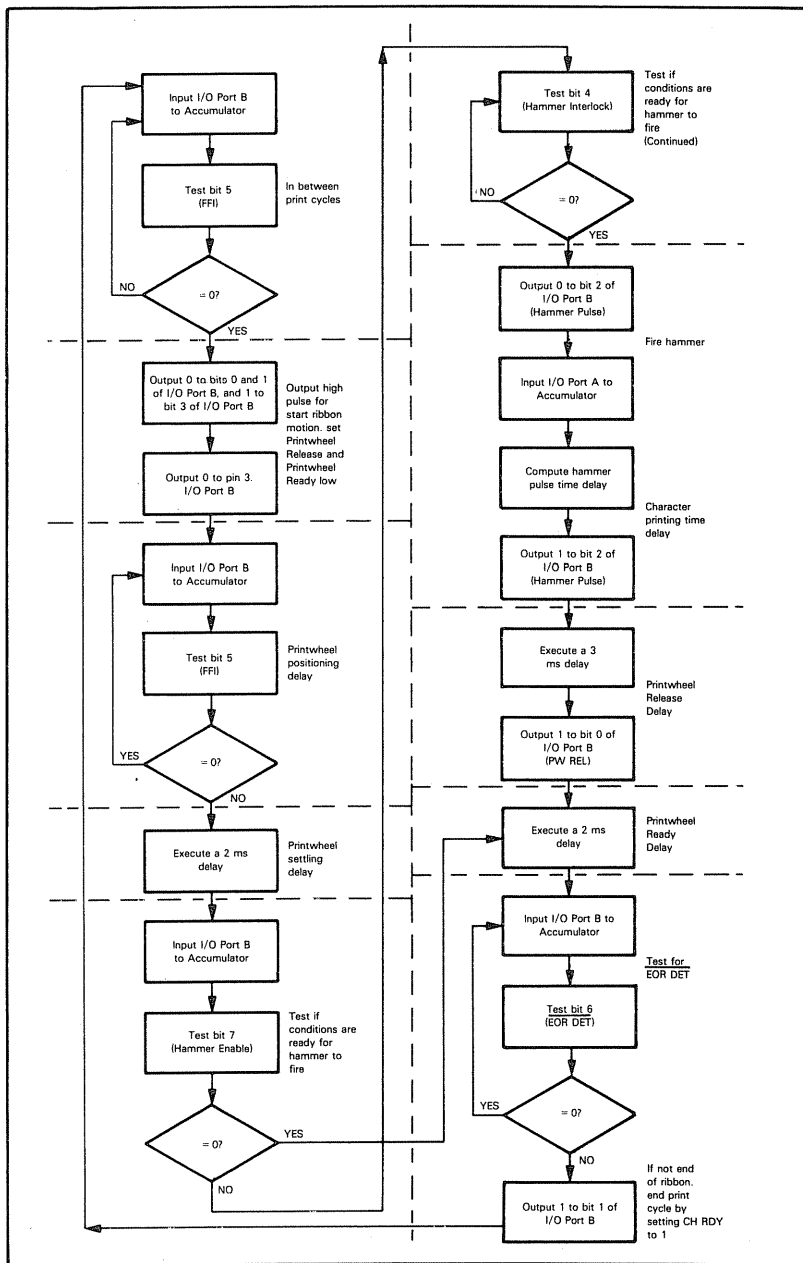 Input I/O Port B
to Accumulator
Test bit 5
(FFI)
In between
print cycles
NO
= 0?
YES
Output 0 to bits 0 and 1
of I/O Port B, and 1 to
bit 3 of I/O Port B
Output high
pulse for
start ribbon
motion. set
Printwheel
Release and
Printwheel
Ready low
Output 0 to pin 3.
I/O Port B
Input I/O Port B
to Accumulator
Test bit 5
(FFI)
Printwheel
positioning
delay
YES
= 0?
NO
Execute a 2 ms
delay
Printwheel
settling
delay
Input I/O Port B
to Accumulator
Test bit 7
(Hammer Enable)
Test if
conditions are
ready for
hammer to
fire
= 0?
YES
NO
Test bit 4
(Hammer Interlock)
Test if
conditions are
ready for
hammer to
fire
(Continued)
NO
= 0?
YES
Output 0 to bit 2 of
I/O Port B
(Hammer Pulse)
Fire hammer
Input I/O Port A to
Accumulator
Compute hammer
pulse time delay
Character
printing time
delay
Output 1 to bit 2 of
I/O Port B
(Hammer Pulse)
Execute a 3
ms delay
Printwheel
Release
Delay
Output 1 to bit 0 of
I/O Port B
(PW REL)
Execute a 2 ms
delay
Printwheel
Ready
Delay
Input I/O Port B to
Accumulator
Test for
EOR DET
Test bit 6
(EOR DET)
YES
= 0?
NO
Output 1 to bit 1 of
I/O Port B
If not end
of ribbon.
end print
cycle by
setting CH RDY
to 1